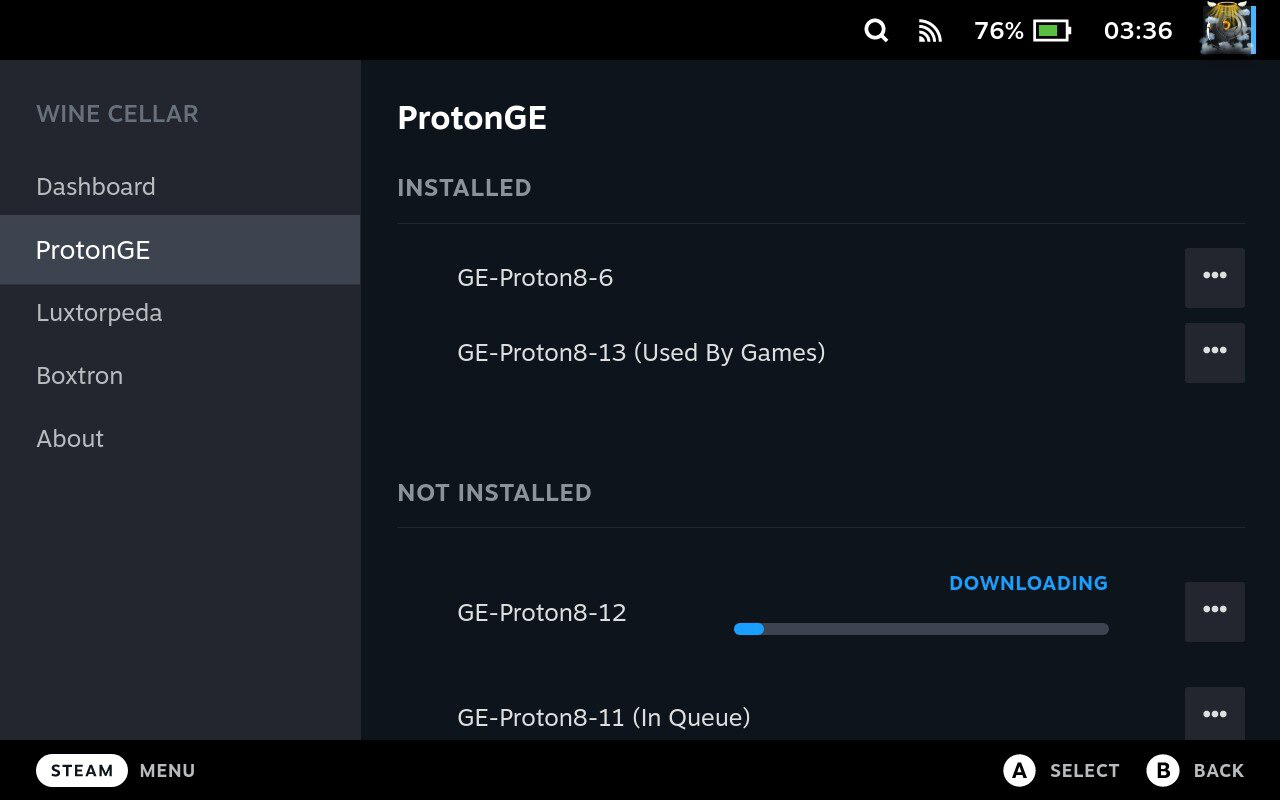 76% 03:36
WINE CELLAR
Dashboard
ProtonGE
Luxtorpeda
Boxtron
About
ProtonGE
INSTALLED
GE-Proton8-6
GE-Proton8-13 (Used By Games)
NOT INSTALLED
DOWNLOADING
GE-Proton8-12
GE-Proton8-11 (In Queue)
STEAM MENU
A SELECT B BACK